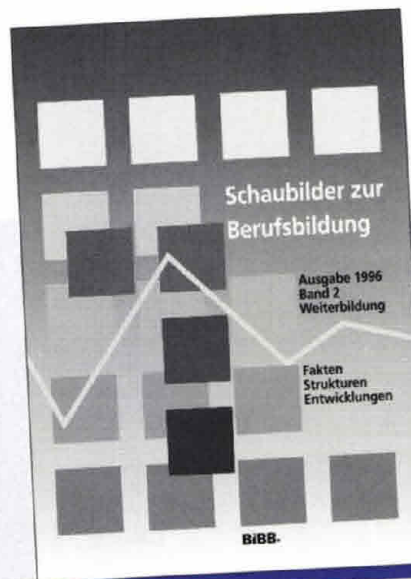 Schaubilder zur
Berufsbildung
Ausgabe 1996
Band 2
Weiterbildung
Fakten
Strukturen
Entwicklungen
BiBB.